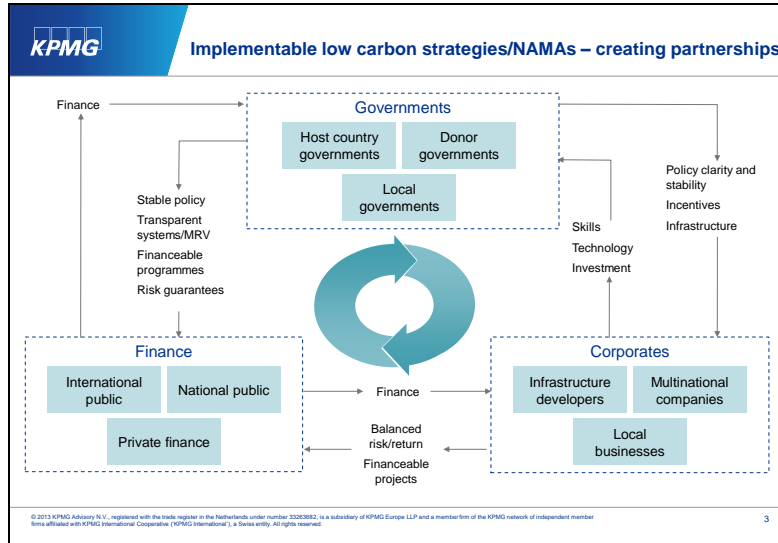 KPMG
Implementable low carbon strategies/NAMAs – creating partnerships
Finance
Governments
Host country
governments
Donor
governments
Local
governments
Stable policy
Transparent
systems/MRV
Financeable
programmes
Risk guarantees
Skills
Technology
Investment
Policy clarity and
stability
Incentives
Infrastructure
Finance
International
public
National public
Private finance
Finance
Balanced
risk/return
Financeable
projects
Corporates
Infrastructure
developers
Multinational
companies
Local
businesses
© 2013 KPMG Advisory N.V., registered with the trade register in the Netherlands under number 33263682, is a subsidiary of KPMG Europe LLP and a member firm of the KPMG network of independent member
firms affiliated with KPMG International Cooperative ('KPMG International'), a Swiss entity. All rights reserved.
3